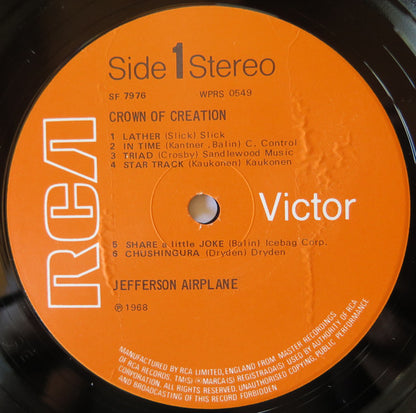 Side 1 Stereo
SF 7976 WPRS 0549
CROWN OF CREATION
1 LATHER (Slick) Slick
2 IN TIME (Kantner, Balin) C. Control
3 TRIAD (Crosby) Sandlewood Music
4 STAR TRACK (Kaukonen) Kaukonen
RCA
Victor
5 SHARE a little JOKE (Balin) Icebag Corp.
6 CHUSHINGURA (Dryden) Dryden
JEFFERSON AIRPLANE
℗ 1968
MANUFACTURED BY RCA LIMITED, ENGLAND FROM MASTER RECORDINGS
OF RCA RECORDS. TM(S) ® MARCA(S) REGISTRADA(S) USED BY AUTHORITY OF RCA
CORPORATION. ALL RIGHTS RESERVED. UNAUTHORISED COPYING, PUBLIC PERFORMANCE
AND BROADCASTING OF THIS RECORD FORBIDDEN.